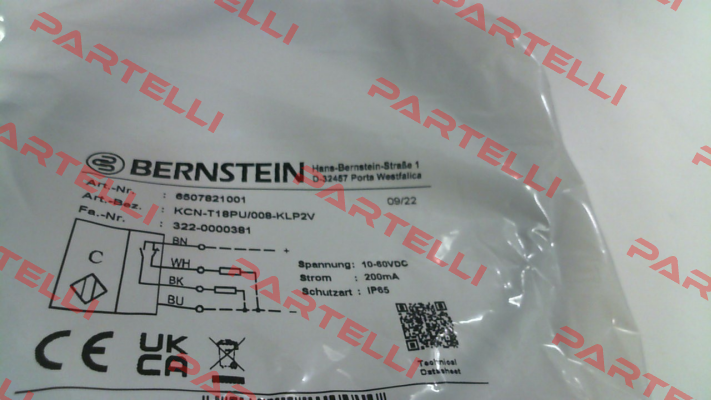 PARTELLI
PARTELLI
PARTELLI
PARTELLI
PARTELLI
PARTELLI
BERNSTEIN
Hans-Bernstein-Straße 1
D-32457 Porta Westfalica
Art.-Nr. : 6507821001
09/22
Art.-Bez. : KCN-T18PU/008-KLP2V
Fa.-Nr. : 322-0000381
C
BN
+
WH
BK
BU
-
Spannung: 10-60VDC
Strom : 200mA
Schutzart : IP65
CE
UK
CA
Technical
Datasheet